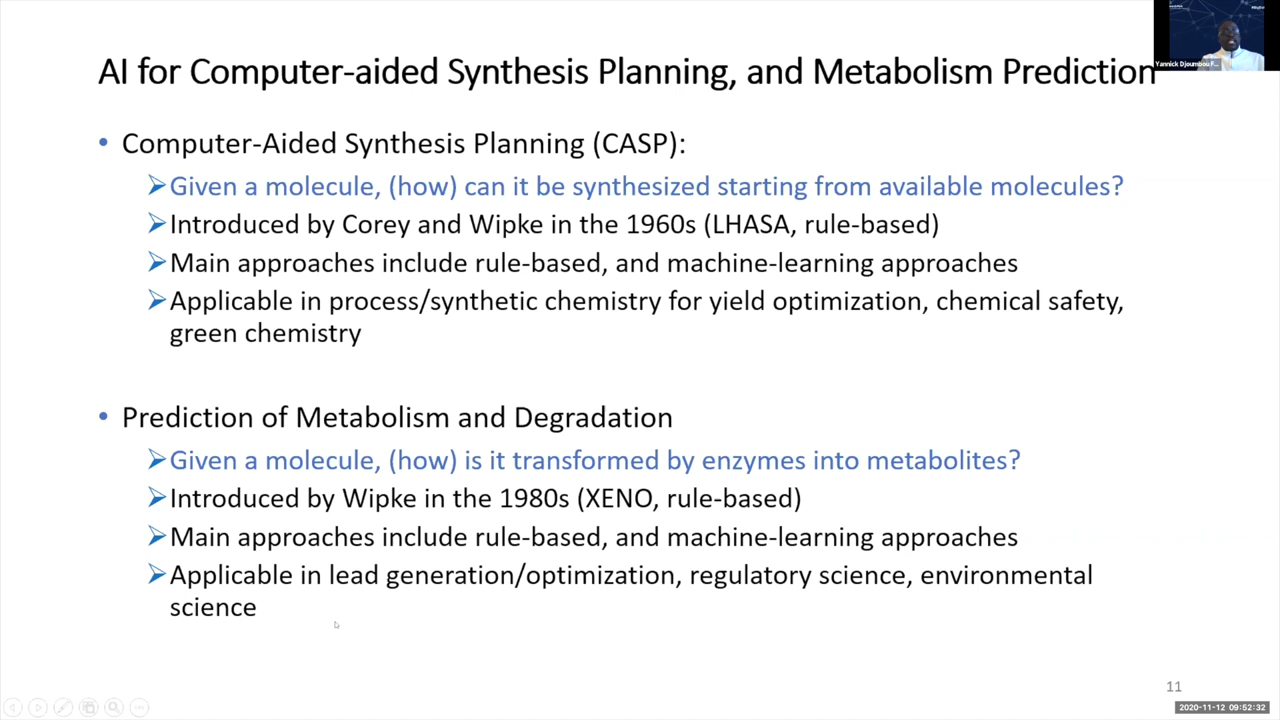 AI for Computer-aided Synthesis Planning, and Metabolism Prediction
• Computer-Aided Synthesis Planning (CASP):
➢Given a molecule, (how) can it be synthesized starting from available molecules?
➢Introduced by Corey and Wipke in the 1960s (LHASA, rule-based)
➢Main approaches include rule-based, and machine-learning approaches
➢Applicable in process/synthetic chemistry for yield optimization, chemical safety,
green chemistry
• Prediction of Metabolism and Degradation
➢Given a molecule, (how) is it transformed by enzymes into metabolites?
➢Introduced by Wipke in the 1980s (XENO, rule-based)
➢Main approaches include rule-based, and machine-learning approaches
➢Applicable in lead generation/optimization, regulatory science, environmental
science
11
Yannick Djoumbou F...
2020-11-12 09:52:32